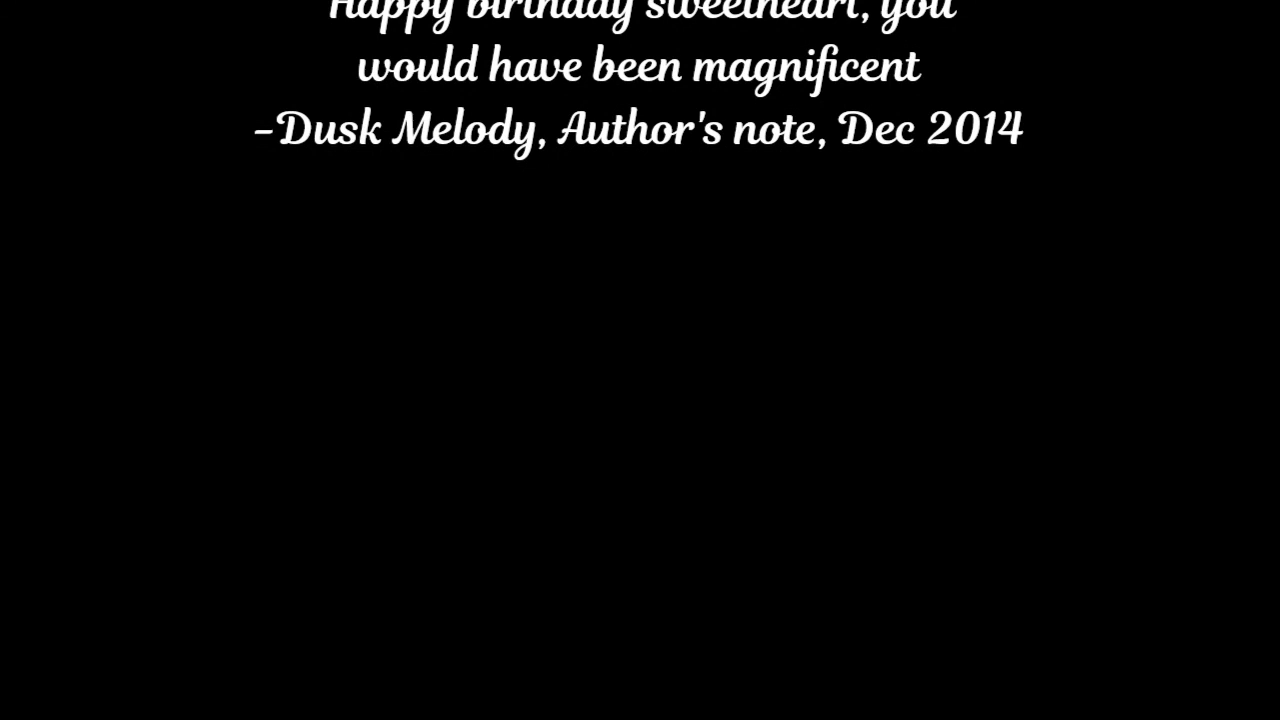 Happy birthday sweetheart, you
would have been magnificent
-Dusk Melody, Author's note, Dec 2014